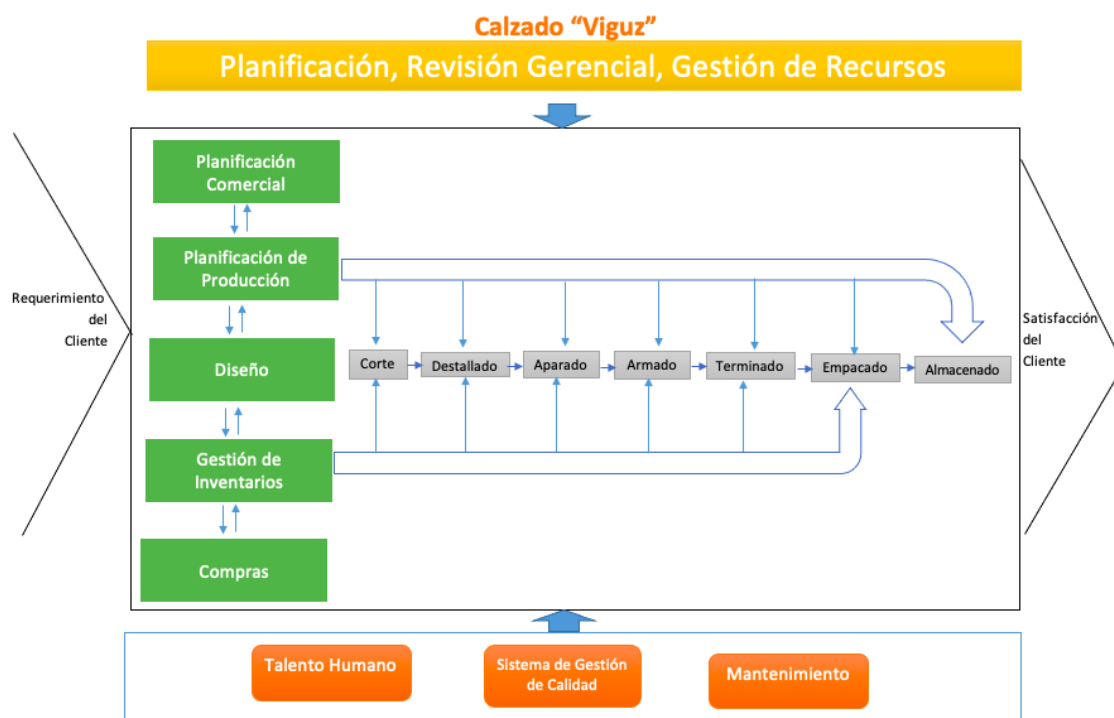 Calzado “Viguz”
Planificación, Revisión Gerencial, Gestión de Recursos
Requerimiento
del
Cliente
Planificación
Comercial
Planificación de
Producción
Diseño
Gestión de
Inventarios
Compras
Corte
Destallado
Aparado
Armado
Terminado
Empacado
Almacenado
Satisfacción
del
Cliente
Talento Humano
Sistema de Gestión
de Calidad
Mantenimiento